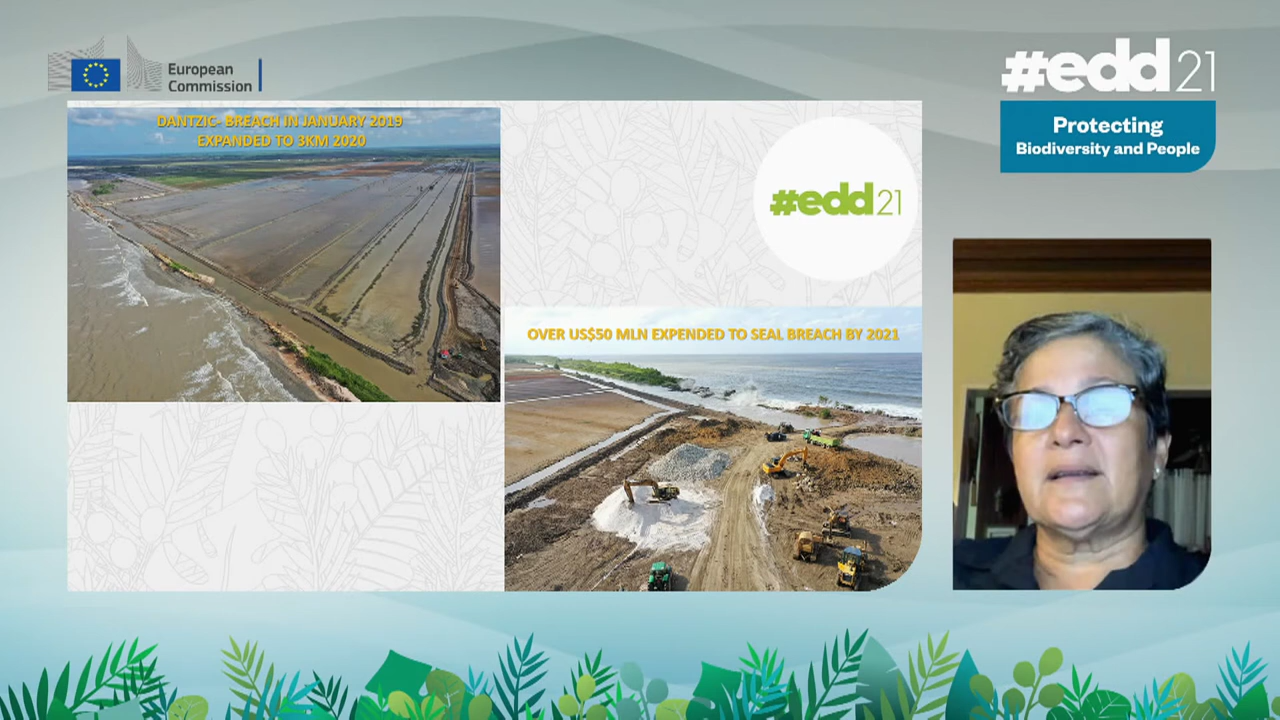 European
Commission
#edd21
Protecting
Biodiversity and People
DANTZIC- BREACH IN JANUARY 2019
EXPANDED TO 3KM 2020
#edd21
OVER US$50 MLN EXPENDED TO SEAL BREACH BY 2021